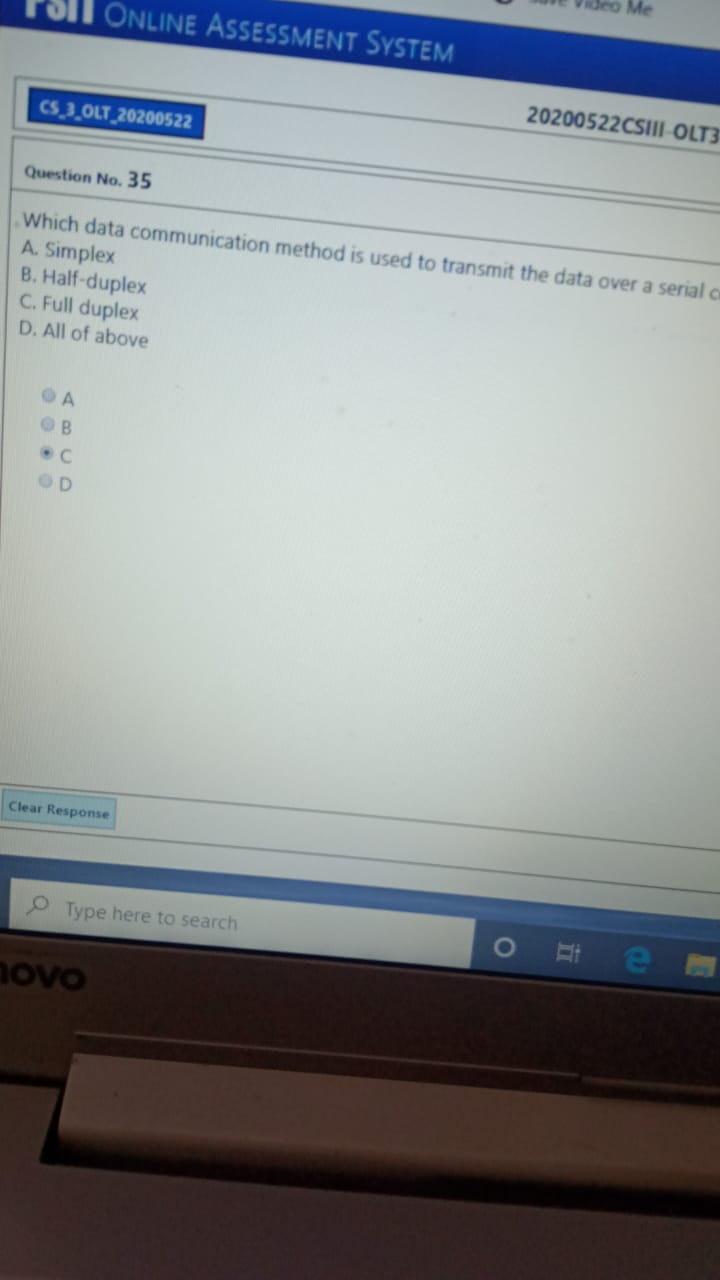 PSIT ONLINE ASSESSMENT SYSTEM
Video Me
CS_3_OLT_20200522
20200522CSIII-OLT3
Question No. 35
Which data communication method is used to transmit the data over a serial
A. Simplex
B. Half-duplex
C. Full duplex
D. All of above
A
B
C
D
Clear Response
Type here to search
novo